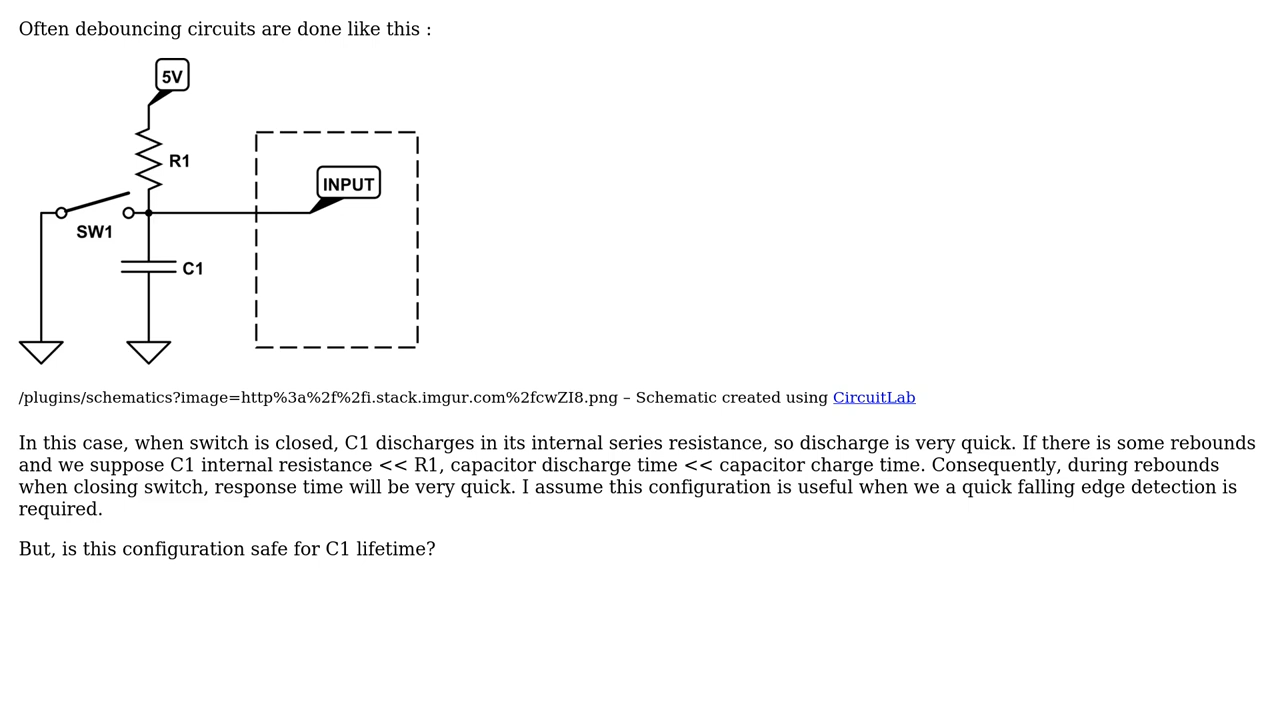 Often debouncing circuits are done like this :
5V
R1
INPUT
SW1
C1
/plugins/schematics?image=http%3a%2f%2fi.stack.imgur.com%2fcwZI8.png – Schematic created using CircuitLab
In this case, when switch is closed, C1 discharges in its internal series resistance, so discharge is very quick. If there is some rebounds
and we suppose C1 internal resistance << R1, capacitor discharge time << capacitor charge time. Consequently, during rebounds
when closing switch, response time will be very quick. I assume this configuration is useful when we a quick falling edge detection is
required.
But, is this configuration safe for C1 lifetime?